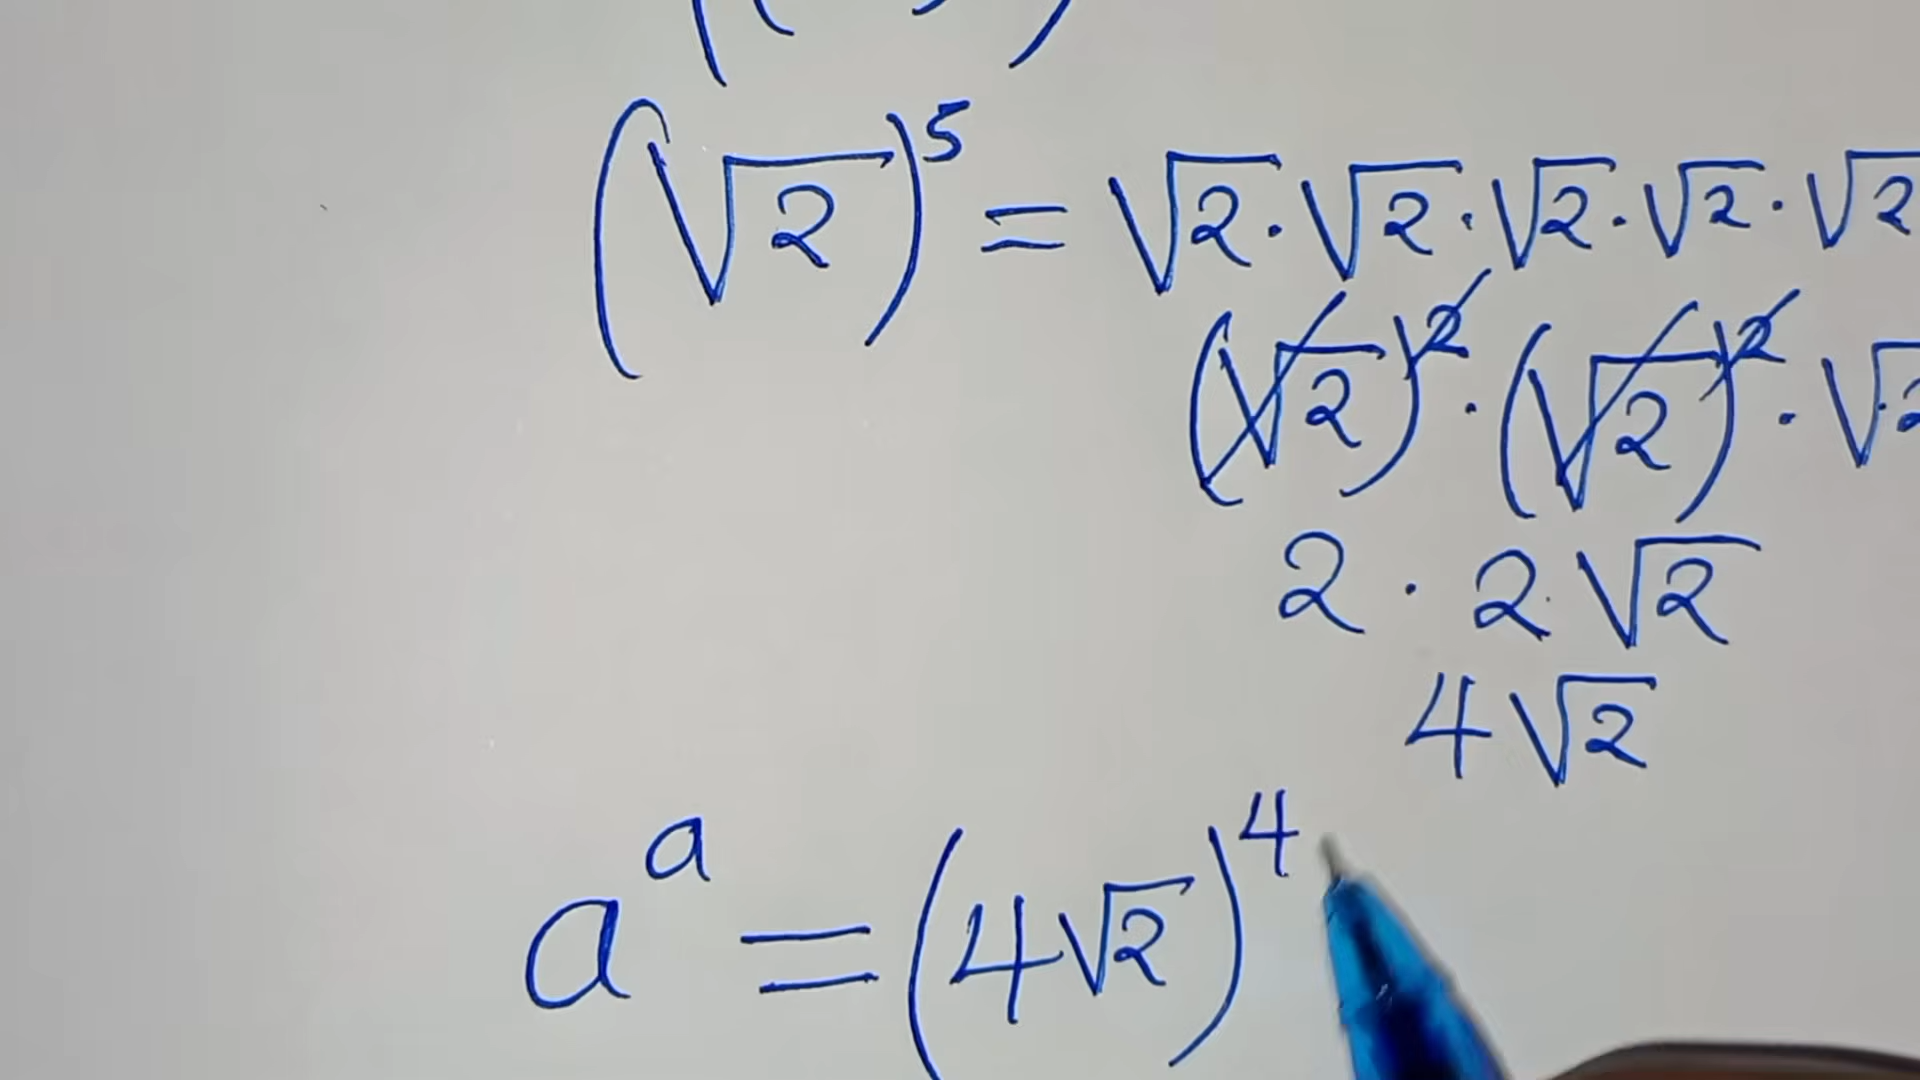 (√2)^5 = √2 · √2 · √2 · √2 · √2
(√2)^2 · (√2)^2 · √2
2 · 2√2
4√2
a^a = (4√2)^4